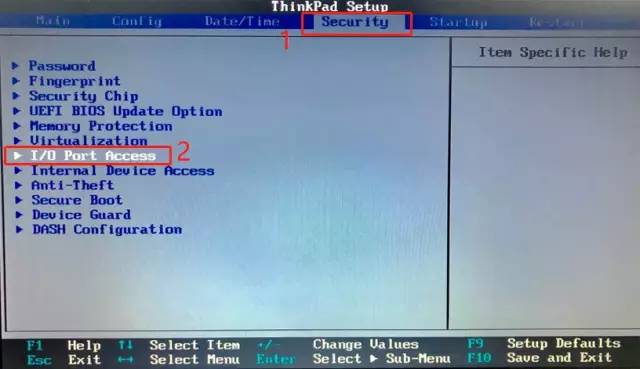 ThinkPad Setup
Main Config Date/Time Security Startup Restart
1
Item Specific Help
Password
Fingerprint
Security Chip
UEFI BIOS Update Option
Memory Protection
Virtualization
I/O Port Access 2
Internal Device Access
Anti-Theft
Secure Boot
Device Guard
DASH Configuration
F1 Help ↑↓ Select Item -/- Change Values F9 Setup Defaults
Esc Exit ↔ Select Menu Enter Select ▶ Sub-Menu F10 Save and Exit